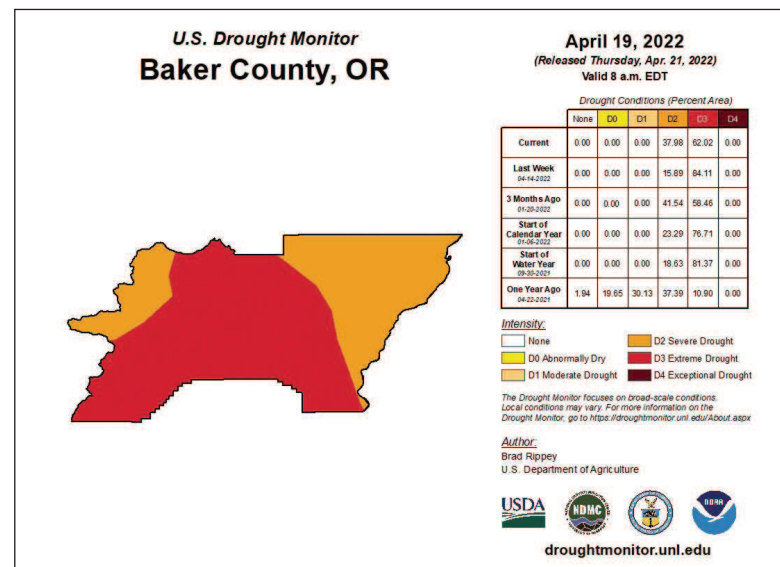 U.S. Drought Monitor
Baker County, OR
April 19, 2022
(Released Thursday, Apr. 21, 2022)
Valid 8 a.m. EDT
Drought Conditions (Percent Area)
None D0 D1 D2 D3 D4
Current 0.00 0.00 0.00 37.98 62.02 0.00
Last Week 04-14-2022 0.00 0.00 0.00 15.89 84.11 0.00
3 Months Ago 01-20-2022 0.00 0.00 0.00 41.54 58.46 0.00
Start of Calendar Year 01-06-2022 0.00 0.00 0.00 23.29 76.71 0.00
Start of Water Year 09-30-2021 0.00 0.00 0.00 18.63 81.37 0.00
One Year Ago 04-22-2021 1.94 19.65 30.13 37.39 10.90 0.00
Intensity:
None
D0 Abnormally Dry
D1 Moderate Drought
D2 Severe Drought
D3 Extreme Drought
D4 Exceptional Drought
The Drought Monitor focuses on broad-scale conditions.
Local conditions may vary. For more information on the
Drought Monitor, go to https://droughtmonitor.unl.edu/About.aspx
Author:
Brad Rippey
U.S. Department of Agriculture
USDA
NDMC
NOAA
droughtmonitor.unl.edu